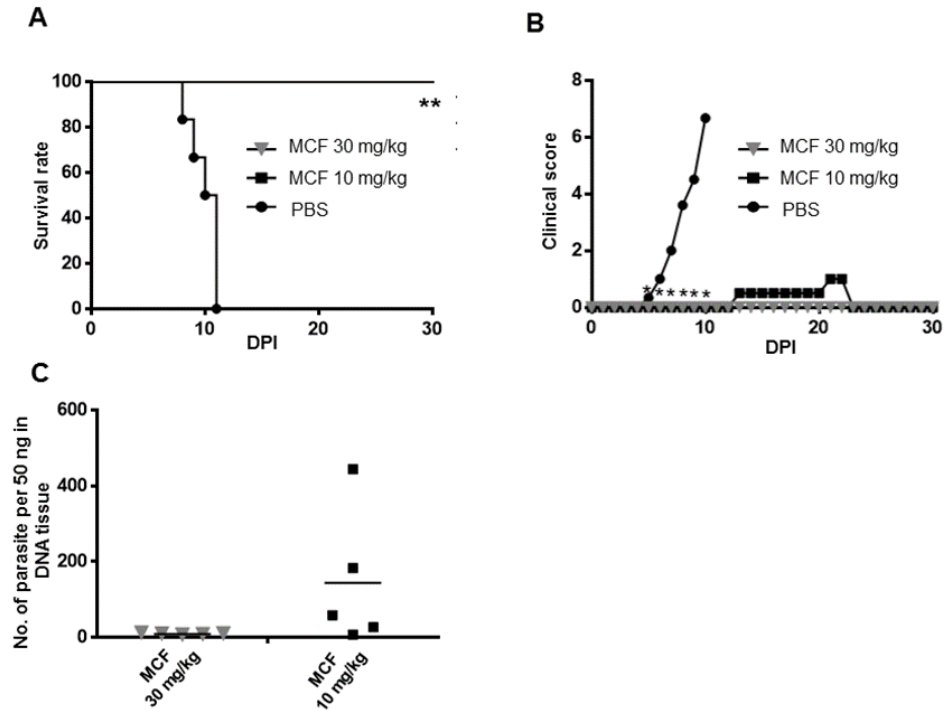 A
B
100
80
60
40
20
0
Survival rate
**
MCF 30 mg/kg
MCF 10 mg/kg
PBS
0
10
20
30
DPI
8
6
4
2
0
Clinical score
MCF 30 mg/kg
MCF 10 mg/kg
PBS
******
0
10
20
30
DPI
C
600
400
200
0
No. of parasite per 50 ng in
DNA tissue
MCF
30 mg/kg
MCF
10 mg/kg